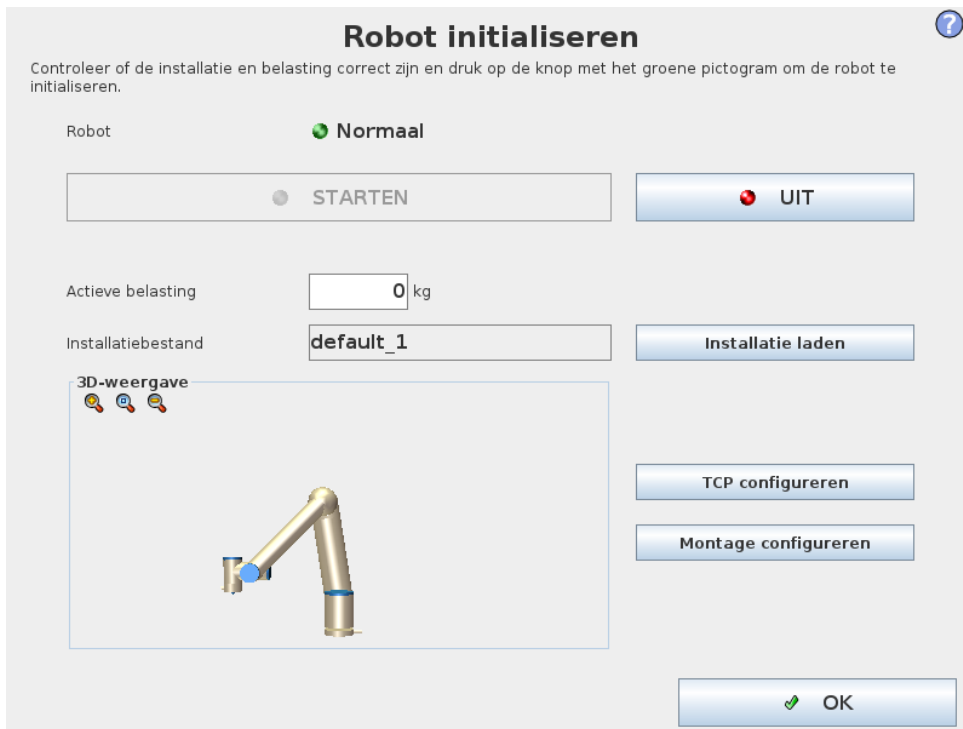 Robot initialiseren
?
Controleer of de installatie en belasting correct zijn en druk op de knop met het groene pictogram om de robot te
initialiseren.
Robot Normaal
STARTEN UIT
Actieve belasting 0 kg
Installatiebestand default_1 Installatie laden
3D-weergave
TCP configureren
Montage configureren
OK